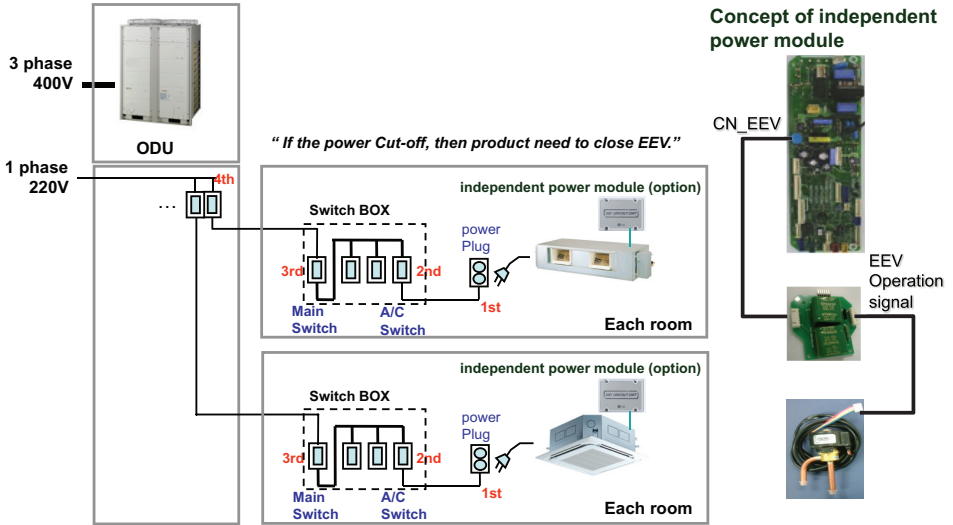 Concept of independent
power module
3 phase
400V
ODU
CN_EEV
“ If the power Cut-off, then product need to close EEV.”
1 phase
220V
4th
...
independent power module (option)
Switch BOX
power
Plug
3rd
2nd
1st
Main
Switch
A/C
Switch
Each room
EEV
Operation
signal
independent power module (option)
Switch BOX
power
Plug
3rd
2nd
1st
Main
Switch
A/C
Switch
Each room